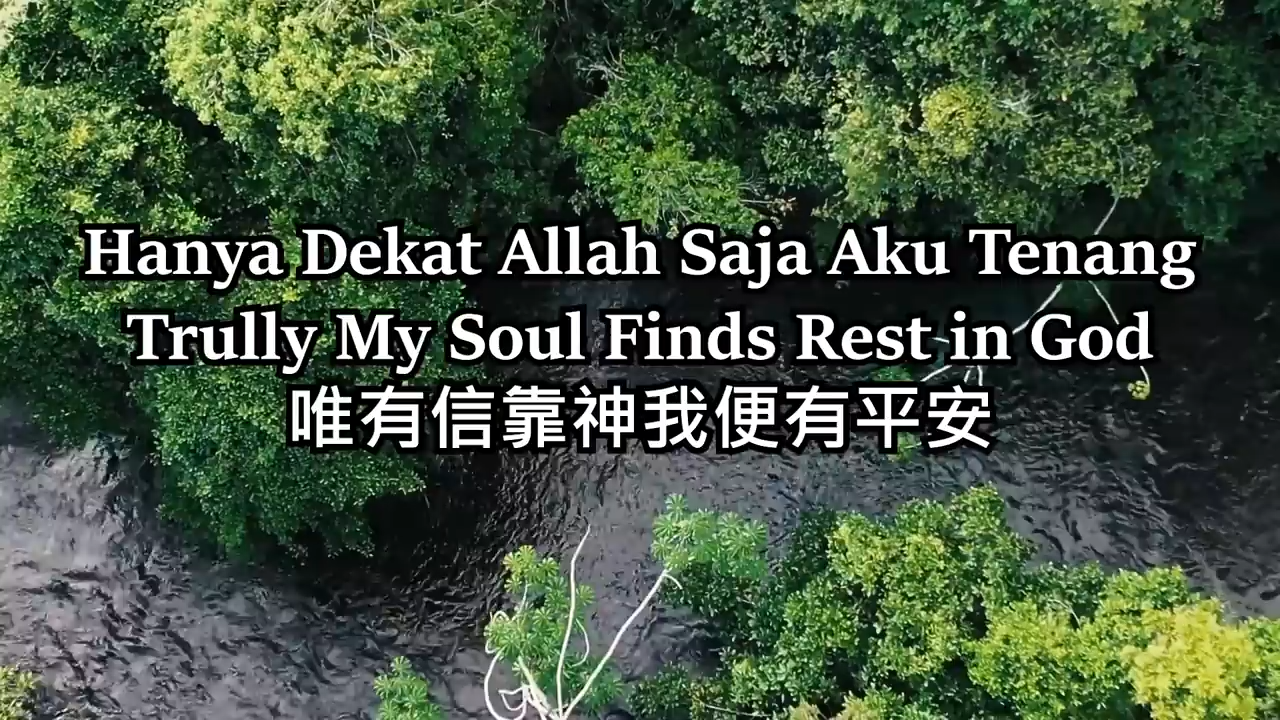 Hanya Dekat Allah Saja Aku Tenang
Trully My Soul Finds Rest in God
唯有信靠神我便有平安